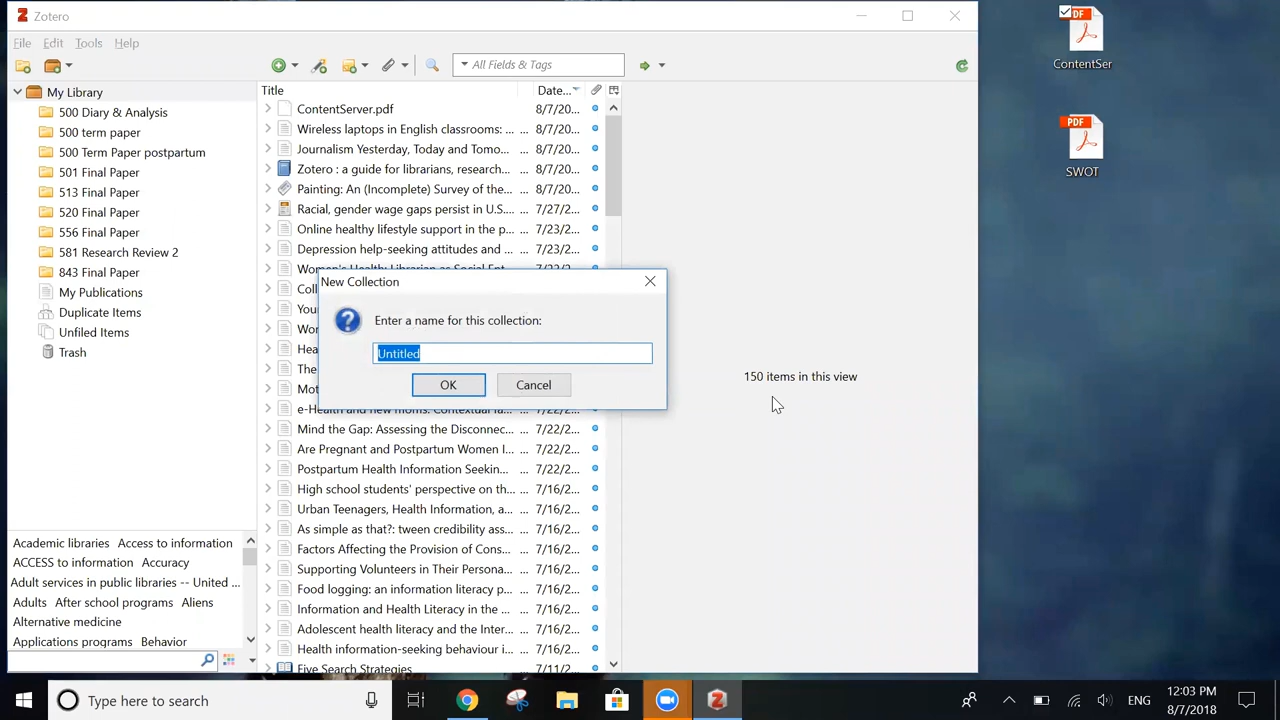 Zotero
File Edit Tools Help
All Fields & Tags
My Library
500 Diary & Analysis
500 term paper
500 Term Paper postpartum
501 Final Paper
513 Final Paper
520 Final Paper
556 Final Paper
581 Research Review 2
843 Final Paper
My Publications
Duplicate Items
Unfiled Items
Trash
Academic libraries Access to information
ACCESS to information Accuracy
Adult services in public libraries -- United ...
Adults After school programs Aliens
Alternative medicine
Applications programs Behavior
Title Date...
ContentServer.pdf 8/7/20...
Wireless laptops in English classrooms: ... ... 8/7/20...
Journalism Yesterday, Today and Tomo... ... 8/7/20...
Zotero : a guide for librarians, research... ... 8/7/20...
Painting: An (Incomplete) Survey of the... ... 8/7/20...
Racial, gender wage gaps persist in U.S... ... 7/27/2...
Online healthy lifestyle support in the p... ... 7/23/2...
Depression help-seeking attitudes and ... ... 7/23/2...
New Collection
Enter a name for this collection:
Untitled
OK Cancel
e-Health and new moms: Contextual fa... ... 7/22/2...
Mind the Gap: Assessing the Disconnec... ... 7/22/2...
Are Pregnant and Postpartum Women I... ... 7/22/2...
Postpartum Health Information Seekin... ... 7/22/2...
High school students' perspective on th... ... 7/16/2...
Urban Teenagers, Health Information, a... ... 7/16/2...
As simple as that?: tween credibility ass... ... 7/16/2...
Factors Affecting the Provision of Cons... ... 7/16/2...
Supporting Volunteers in Their Persona... ... 7/16/2...
Food logging: an information literacy p... ... 7/16/2...
Information and Health Literacy in the ... ... 7/16/2...
Adolescent health literacy and the Inter... ... 7/16/2...
Health information-seeking behaviour i... ... 7/16/2...
Five Search Strategies 7/11/2...
150 items in this view
ContentSer
PDF
SWOT
Type here to search
ENG
12:03 PM
8/7/2018